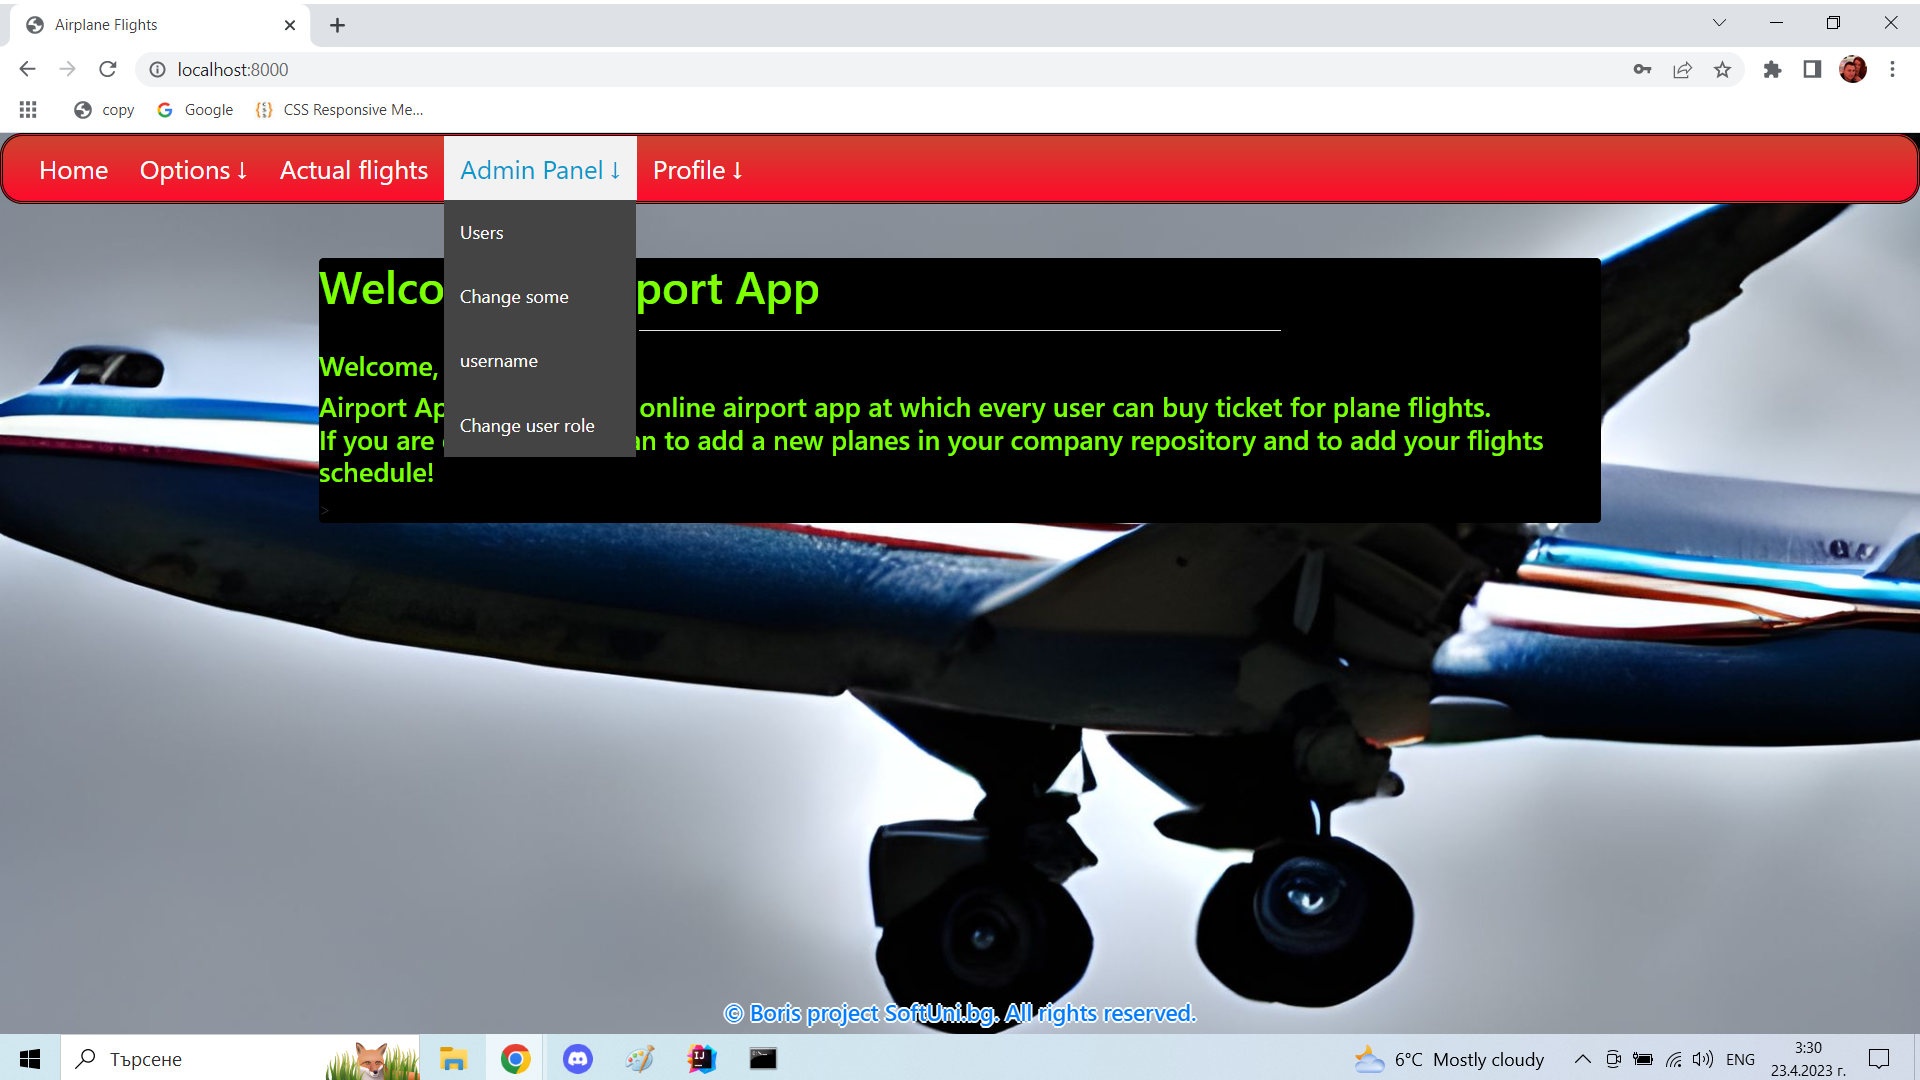 Airplane Flights
localhost:8000
copy
Google
CSS Responsive Me...
Home
Options ↓
Actual flights
Admin Panel ↓
Profile ↓
Users
Change some
username
Change user role
Welco
port App
Welcome,
Airport Ap
online airport app at which every user can buy ticket for plane flights.
If you are
an to add a new planes in your company repository and to add your flights
schedule!
>
© Boris project SoftUni.bg. All rights reserved.
Търсене
6°C Mostly cloudy
ENG
3:30
23.4.2023 г.